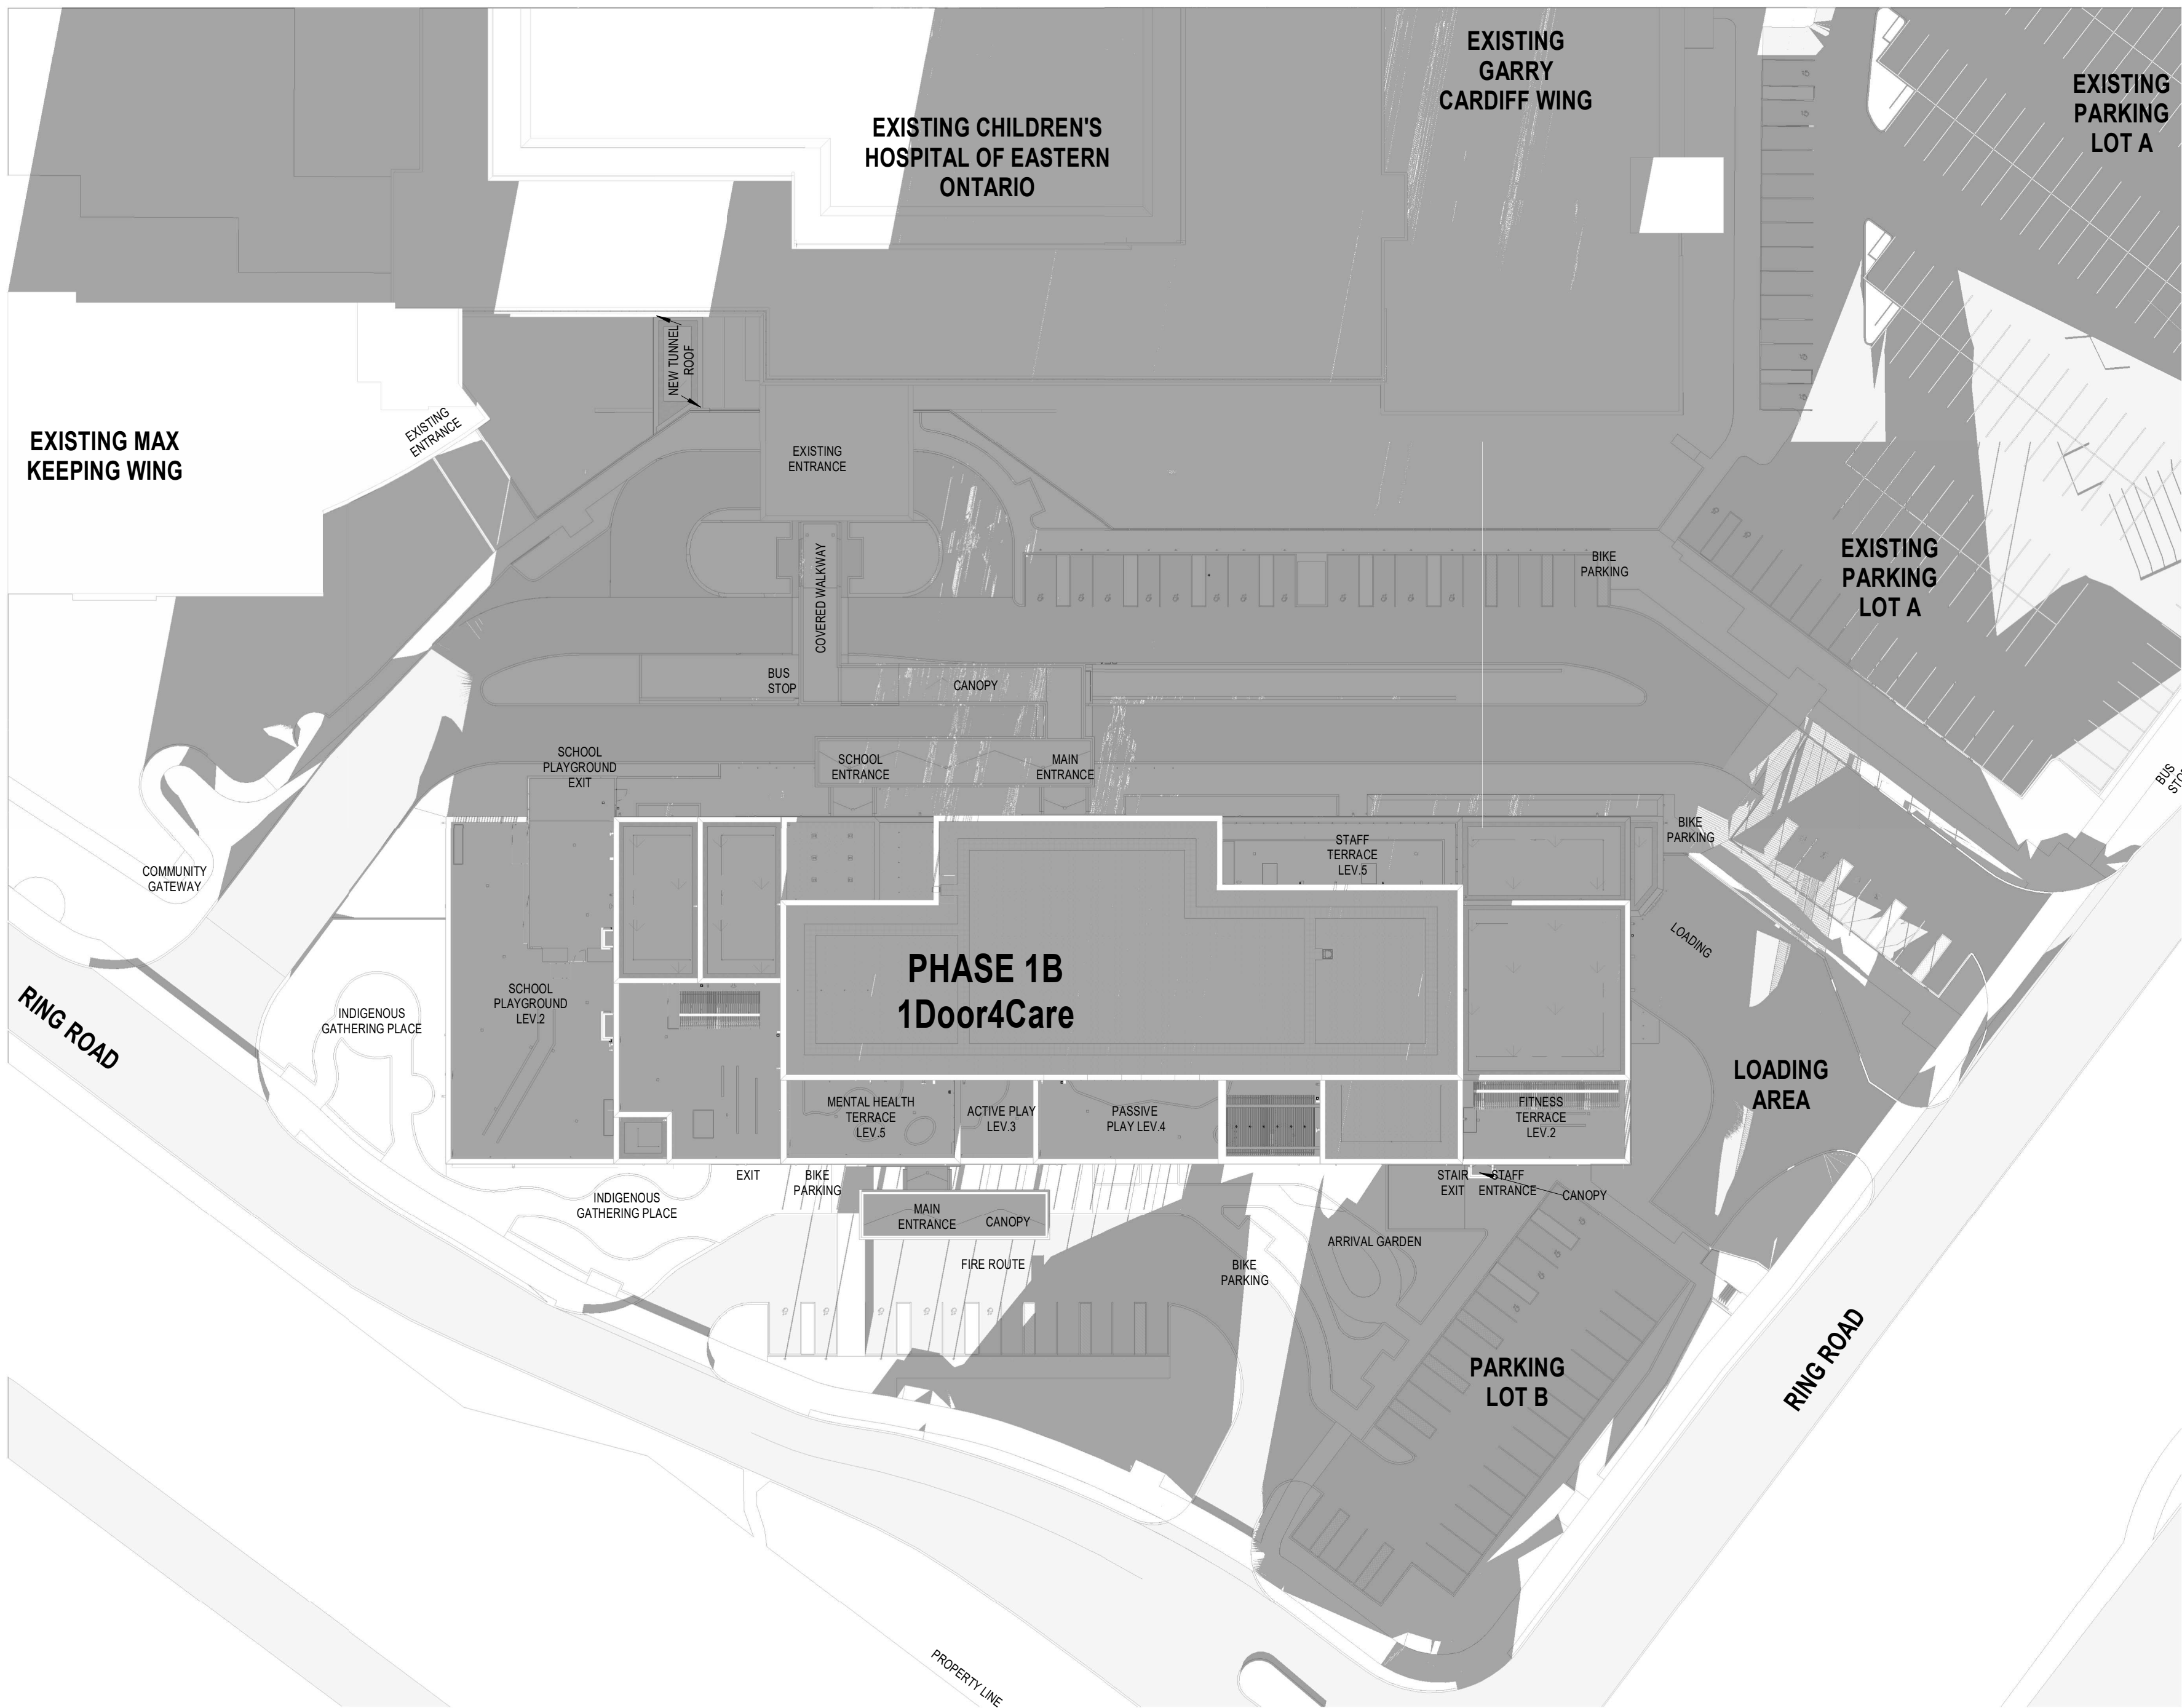 EXISTING
GARRY
CARDIFF WING
EXISTING
PARKING
LOT A
EXISTING CHILDREN'S
HOSPITAL OF EASTERN
ONTARIO
NEW TUNNEL
ROOF
EXISTING MAX
KEEPING WING
EXISTING
ENTRANCE
EXISTING
ENTRANCE
COVERED WALKWAY
BIKE
PARKING
EXISTING
PARKING
LOT A
BUS
STOP
CANOPY
SCHOOL
PLAYGROUND
EXIT
SCHOOL
ENTRANCE
MAIN
ENTRANCE
BUS
STO
BIKE
PARKING
STAFF
TERRACE
LEV.5
COMMUNITY
GATEWAY
LOADING
PHASE 1B
1Door4Care
RING ROAD
INDIGENOUS
GATHERING PLACE
SCHOOL
PLAYGROUND
LEV.2
LOADING
AREA
MENTAL HEALTH
TERRACE
LEV.5
ACTIVE PLAY
LEV.3
PASSIVE
PLAY LEV.4
FITNESS
TERRACE
LEV.2
EXIT
BIKE
PARKING
STAIR
EXIT
STAFF
ENTRANCE
CANOPY
INDIGENOUS
GATHERING PLACE
MAIN
ENTRANCE
CANOPY
ARRIVAL GARDEN
FIRE ROUTE
BIKE
PARKING
PARKING
LOT B
RING ROAD
PROPERTY LINE